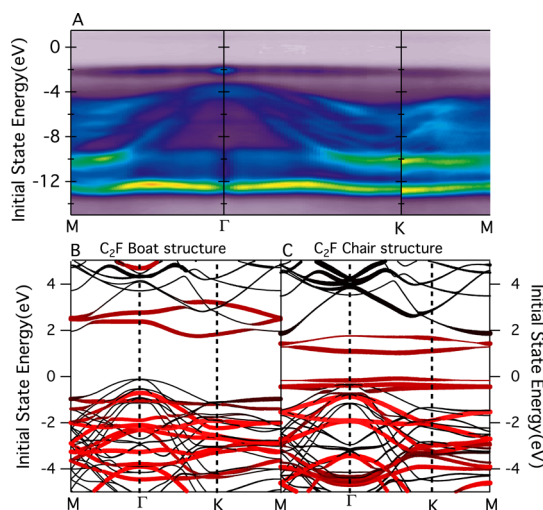 A
Initial State Energy(eV)
0
-4
-8
-12
M Γ K M
B C₂F Boat structure C C₂F Chair structure
Initial State Energy(eV)
4
2
0
-2
-4
4
2
0
-2
-4
Initial State Energy(eV)
M Γ K M Γ K M